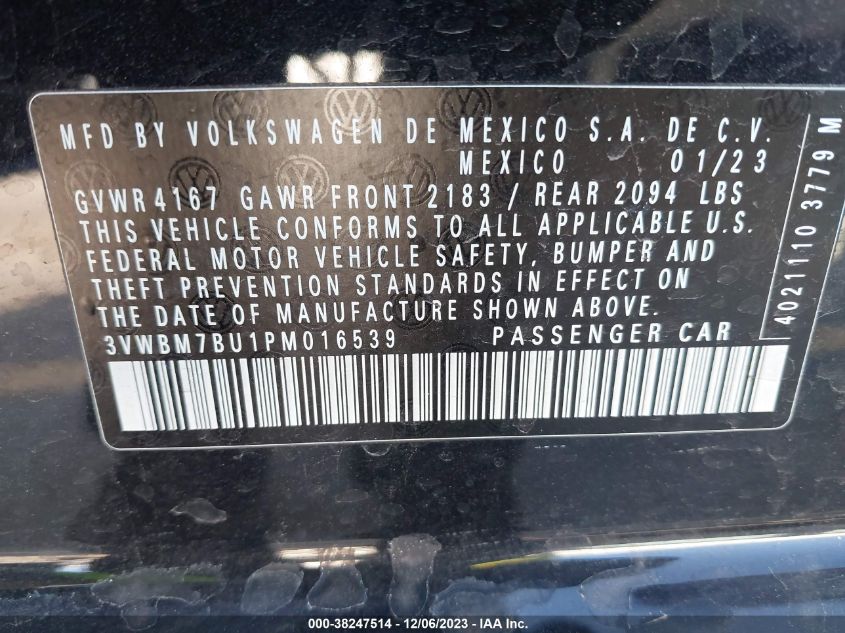 MFD BY VOLKSWAGEN DE MEXICO S.A. DE C.V.
MEXICO 01/23
GVWR 4167 GAWR FRONT 2183 / REAR 2094 LBS
THIS VEHICLE CONFORMS TO ALL APPLICABLE U.S.
FEDERAL MOTOR VEHICLE SAFETY, BUMPER AND
THEFT PREVENTION STANDARDS IN EFFECT ON
THE DATE OF MANUFACTURE SHOWN ABOVE.
3VWBM7BU1PM016539 PASSENGER CAR
4021110 3779 M
000-38247514 - 12/06/2023 - © IAA Inc.